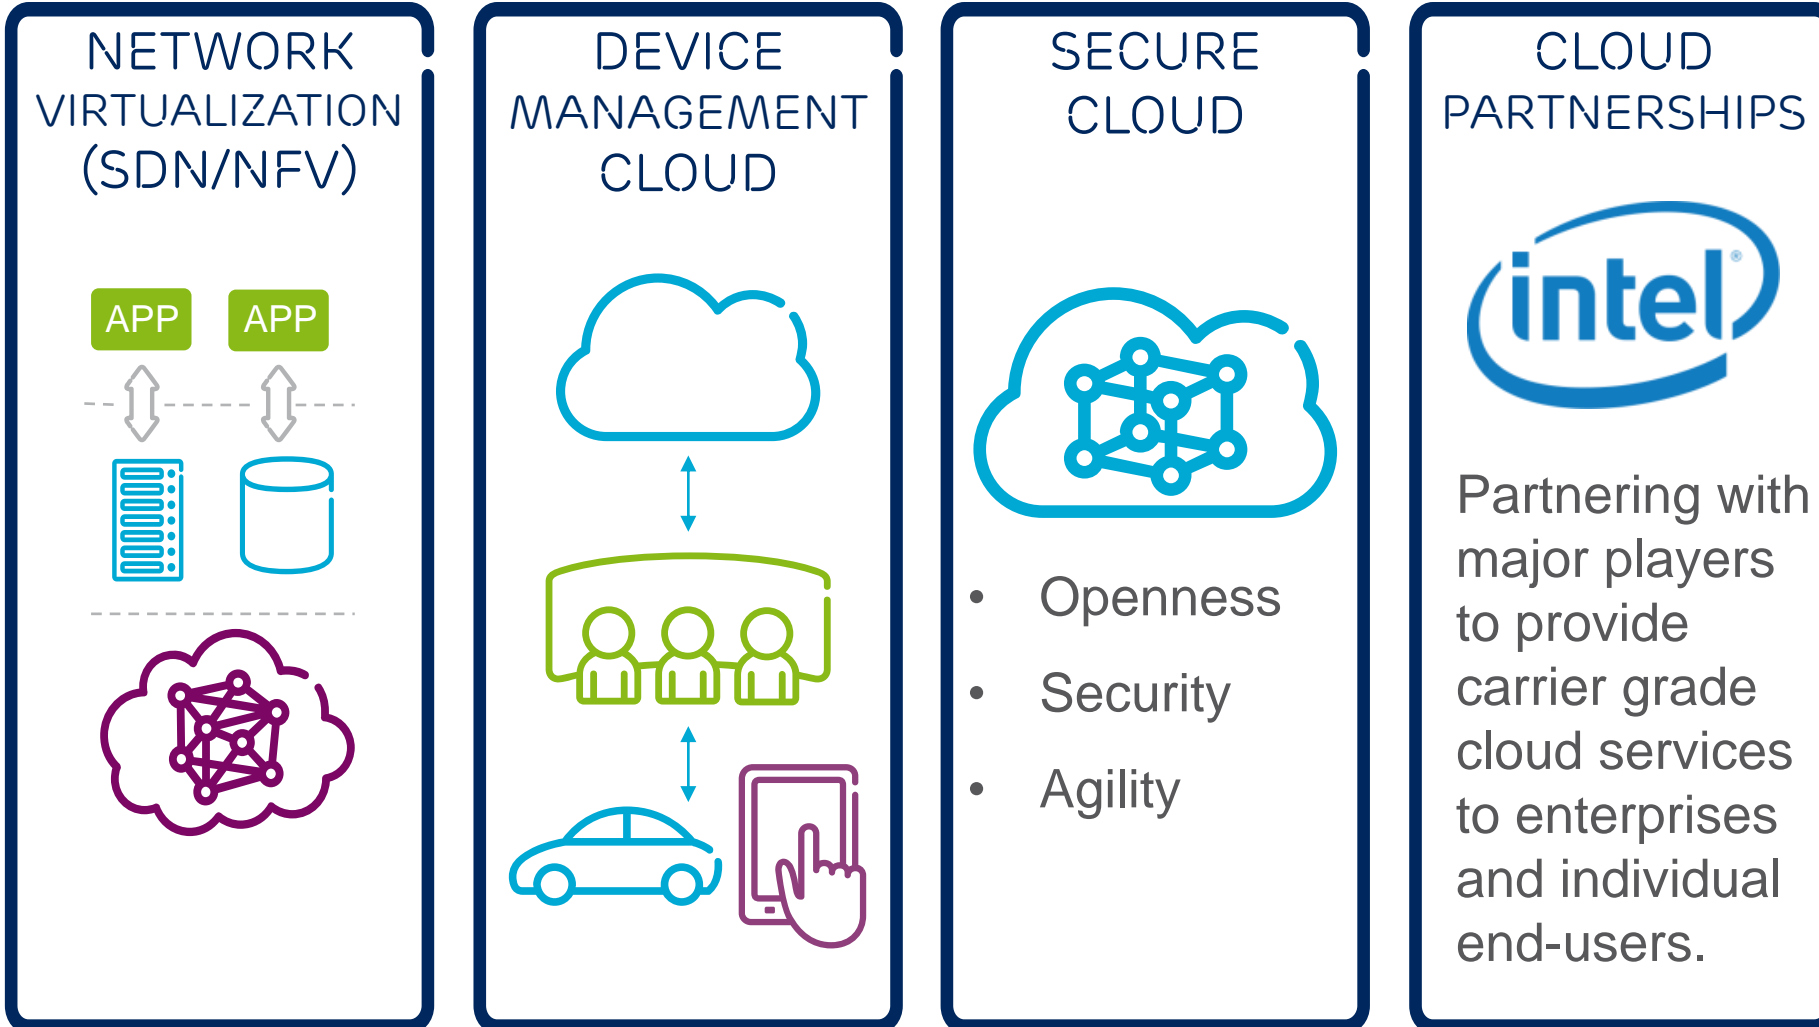 NETWORK
VIRTUALIZATION
(SDN/NFV)
APP APP
DEVICE
MANAGEMENT
CLOUD
SECURE
CLOUD
• Openness
• Security
• Agility
CLOUD
PARTNERSHIPS
intel®
Partnering with
major players
to provide
carrier grade
cloud services
to enterprises
and individual
end-users.